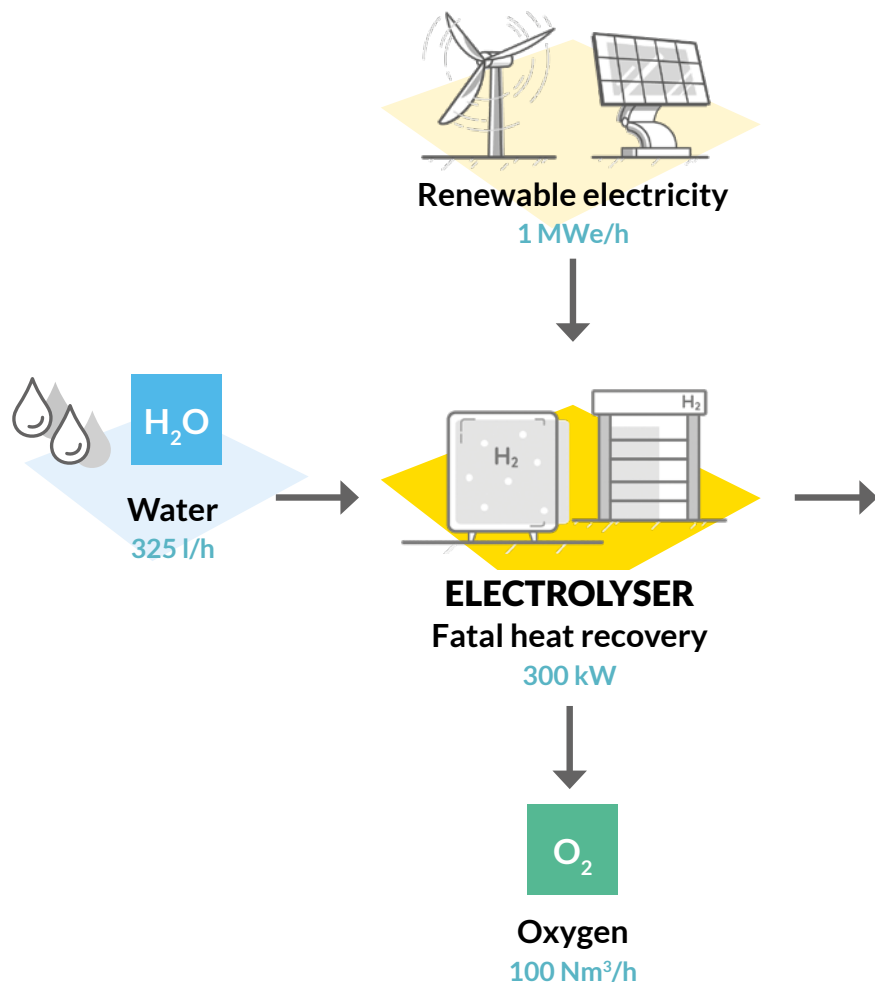 Renewable electricity
1 MWe/h
H₂O
Water
325 l/h
H₂
H₂
ELECTROLYSER
Fatal heat recovery
300 kW
O₂
Oxygen
100 Nm³/h